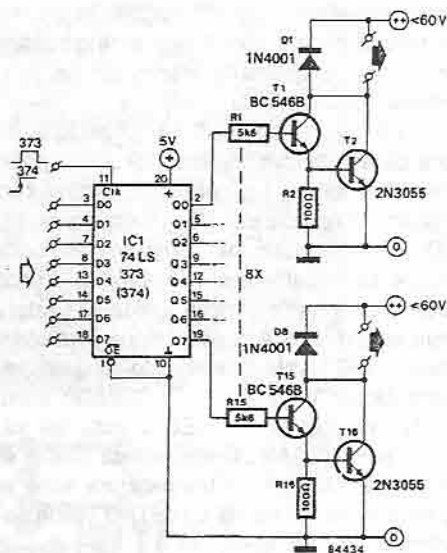 373
374
11
Clk
5V
20
3 D0 Q0 2
4 D1 Q1 5
7 D2 Q2 6
8 D3 Q3 9
13 D4 Q4 12
14 D5 Q5 15
17 D6 Q6 16
18 D7 Q7 19
IC1
74 LS
373
(374)
OE
1
10
8X
R1
5k6
D1
1N4001
T1
BC 546B
T2
2N3055
R2
100Ω
<60V
0
D8
1N4001
T15
BC 546B
R15
5k6
T16
2N3055
R16
100Ω
<60V
0
84434